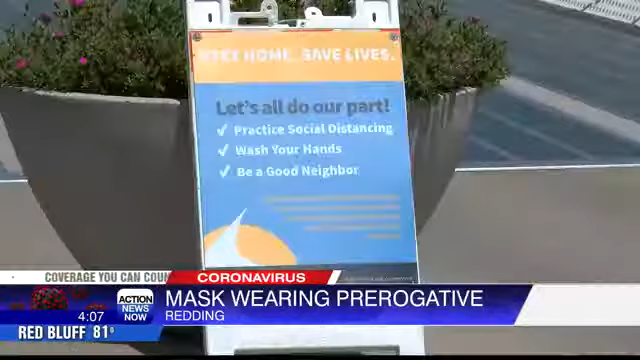 STAY HOME. SAVE LIVES.
Let's all do our part!
✓ Practice Social Distancing
✓ Wash Your Hands
✓ Be a Good Neighbor
COVERAGE YOU CAN COUN
CORONAVIRUS
4:07
ACTION
NEWS
NOW
MASK WEARING PREROGATIVE
REDDING
RED BLUFF 81°